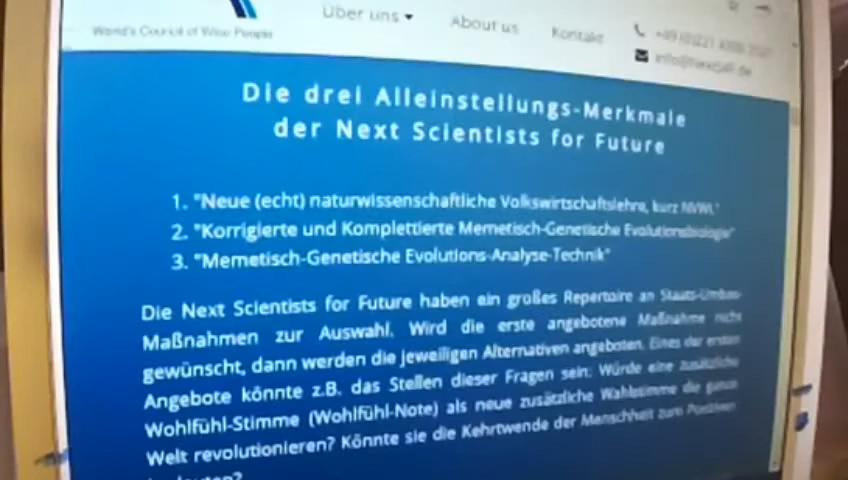 World's Council of Wise People
Über uns
About us
Kontakt
Die drei Alleinstellungs-Merkmale
der Next Scientists for Future
1. "Neue (echt) naturwissenschaftliche Volkswirtschaftslehre, kurz NVWL"
2. "Korrigierte und Komplettierte Memetisch-Genetische Evolutionsbiologie"
3. "Memetisch-Genetische Evolutions-Analyse-Technik"
Die Next Scientists for Future haben ein großes Repertoire an Staats-Umbau-
Maßnahmen zur Auswahl. Wird die erste angebotene Maßnahme nicht
gewünscht, dann werden die jeweiligen Alternativen angeboten. Eines der ersten
Angebote könnte z.B. das Stellen dieser Fragen sein: Würde eine zusätzliche
Wohlfühl-Stimme (Wohlfühl-Note) als neue zusätzliche Wahlstimme die ganze
Welt revolutionieren? Könnte sie die Kehrtwende der Menschheit zum Positiven